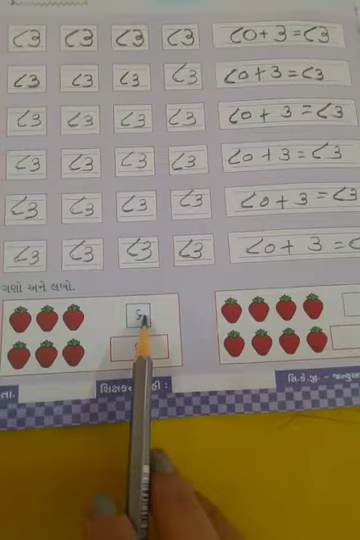 ૮૩ ૮૩ ૮૩ ૮૩ ૮૦ + ૩ = ૮૩
૮૩ ૮૩ ૮૩ ૮૩ ૮૦ + ૩ = ૮૩
૮૩ ૮૩ ૮૩ ૮૩ ૮૦ + ૩ = ૮૩
૮૩ ૮૩ ૮૩ ૮૩ ૮૦ + ૩ = ૮૩
૮૩ ૮૩ ૮૩ ૮૩ ૮૦ + ૩ = ૮૩
૮૩ ૮૩ ૮૩ ૮૩ ૮૦ + ૩ =
ગણો અને લખો.
સિ.કે.જી. -